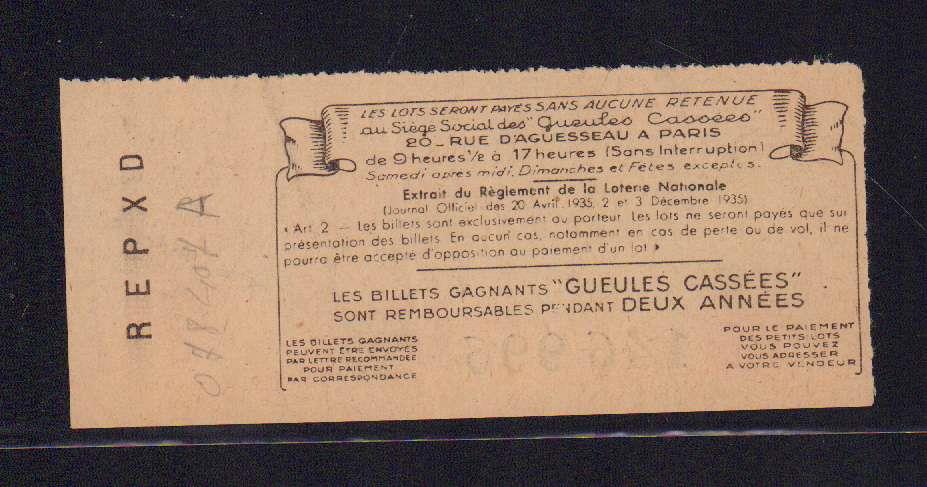 LES LOTS SERONT PAYÉS SANS AUCUNE RETENUE
au Siège Social des "Gueules Cassées"
20_ RUE D'AGUESSEAU A PARIS
de 9 heures ½ à 17 heures (Sans Interruption)
Samedi après midi, Dimanches et Fêtes exceptés.
Extrait du Règlement de la Loterie Nationale
(Journal Officiel des 20 Avril 1935, 2 et 3 Décembre 1935)
« Art. 2 — Les billets sont exclusivement au porteur. Les lots ne seront payés que sur
présentation des billets. En aucun cas, notamment en cas de perte ou de vol, il ne
pourra être accepté d'opposition au paiement d'un lot »
LES BILLETS GAGNANTS "GUEULES CASSÉES"
SONT REMBOURSABLES PENDANT DEUX ANNÉES
LES BILLETS GAGNANTS
PEUVENT ÊTRE ENVOYÉS
PAR LETTRE RECOMMANDÉE
POUR PAIEMENT
PAR CORRESPONDANCE
POUR LE PAIEMENT
DES PETITS LOTS
VOUS POUVEZ
VOUS ADRESSER
A VOTRE VENDEUR
REPXD